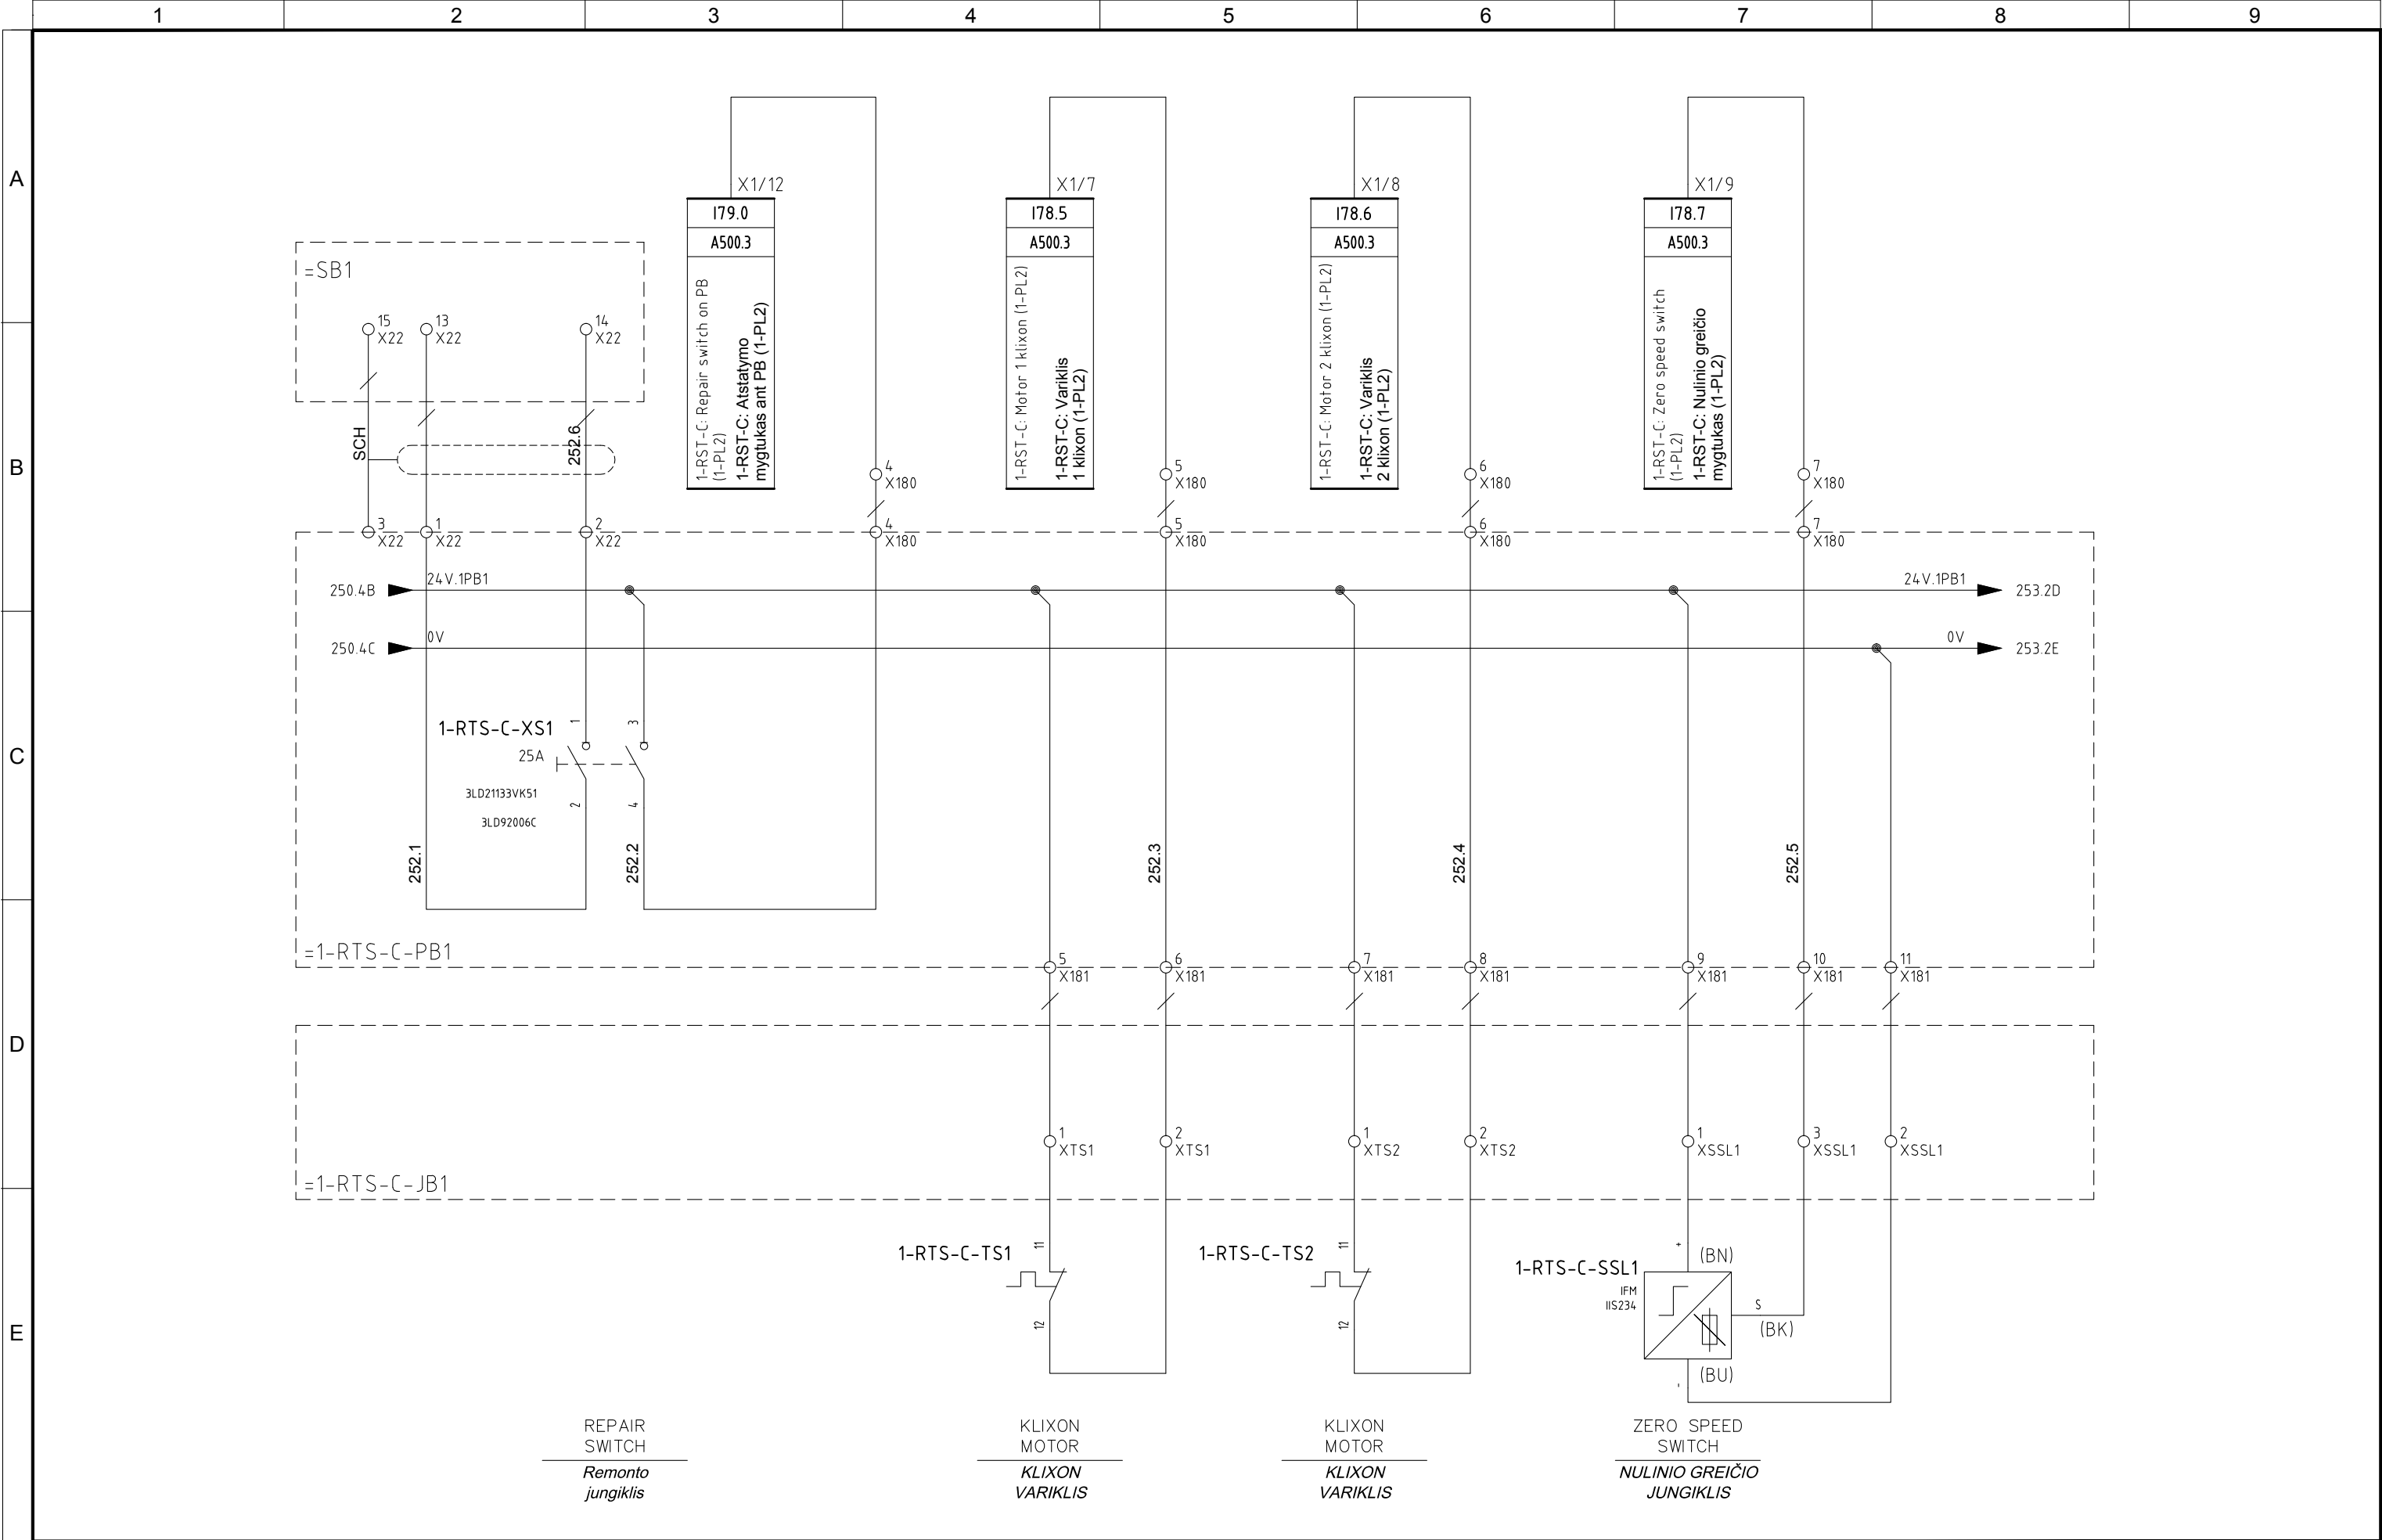 1 2 3 4 5 6 7 8 9
A
X1/12 X1/7 X1/8 X1/9
I79.0 I78.5 I78.6 I78.7
A500.3 A500.3 A500.3 A500.3
=SB1
1-RST-C: Repair switch on PB
(1-PL2)
1-RST-C: Atstatymo
mygtukas ant PB (1-PL2)
1-RST-C: Motor 1 klixon (1-PL2)
1-RST-C: Variklis
1 klixon (1-PL2)
1-RST-C: Motor 2 klixon (1-PL2)
1-RST-C: Variklis
2 klixon (1-PL2)
1-RST-C: Zero speed switch
(1-PL2)
1-RST-C: Nulinio greičio
mygtukas (1-PL2)
15 13 14
X22 X22 X22
SCH 252.6
B
4 5 6 7
X180 X180 X180 X180
3 1 2 4 5 6 7
X22 X22 X22 X180 X180 X180 X180
250.4B 24V.1PB1 24V.1PB1 253.2D
250.4C 0V 0V 253.2E
1-RTS-C-XS1 1 3
C
25A
3LD21133VK51 2 4
3LD92006C
252.1 252.2 252.3 252.4 252.5
=1-RTS-C-PB1
5 6 7 8 9 10 11
X181 X181 X181 X181 X181 X181 X181
D
1 2 1 2 1 3 2
XTS1 XTS1 XTS2 XTS2 XSSL1 XSSL1 XSSL1
=1-RTS-C-JB1
1-RTS-C-TS1 11 1-RTS-C-TS2 11 + (BN)
1-RTS-C-SSL1
IFM
IIS234 S
E
12 12 (BK)
- (BU)
REPAIR
SWITCH
Remonto
jungiklis
KLIXON
MOTOR
KLIXON
VARIKLIS
KLIXON
MOTOR
KLIXON
VARIKLIS
ZERO SPEED
SWITCH
NULINIO GREIČIO
JUNGIKLIS